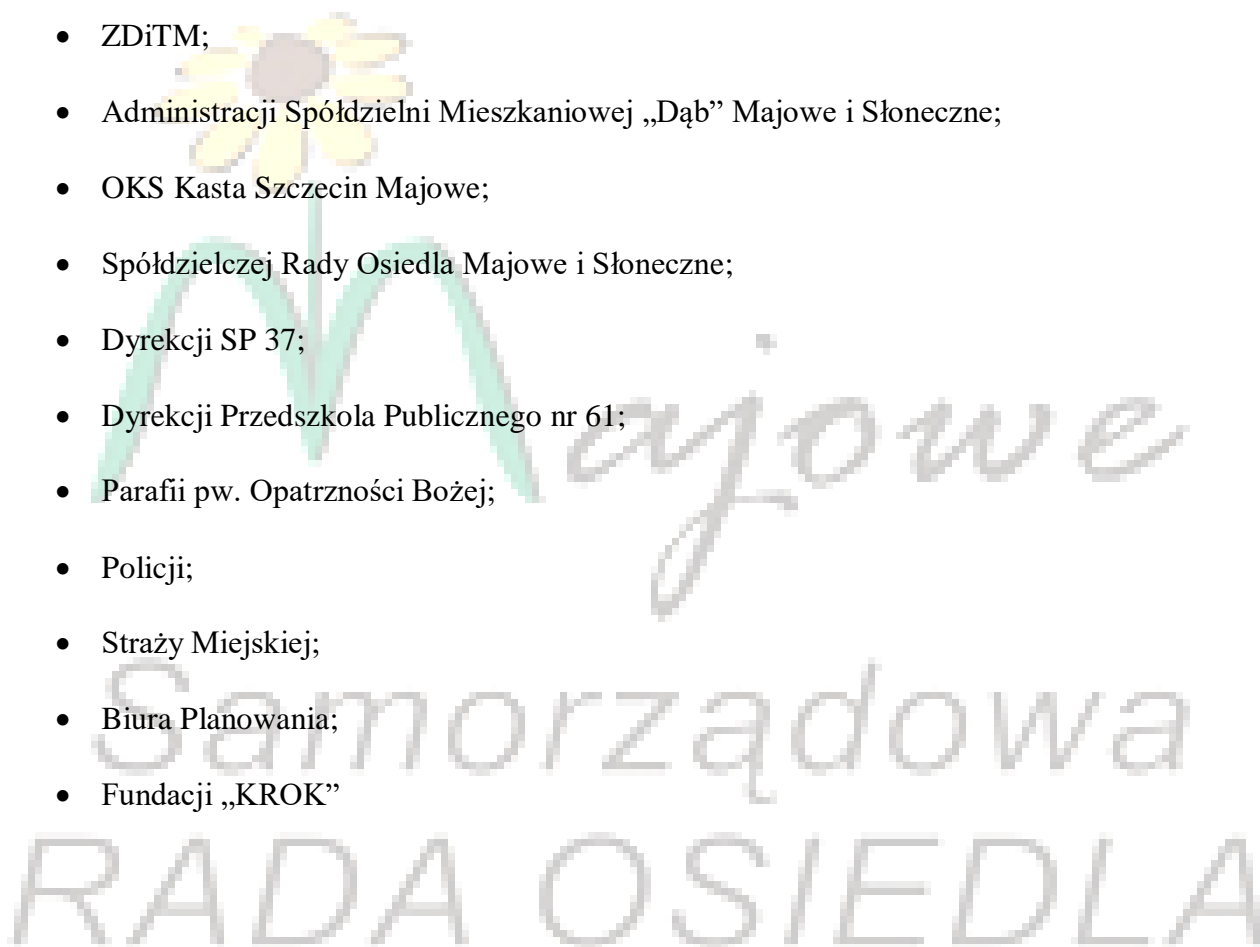 • ZDiTM;
• Administracji Spółdzielni Mieszkaniowej „Dąb” Majowe i Słoneczne;
• OKS Kasta Szczecin Majowe;
• Spółdzielczej Rady Osiedla Majowe i Słoneczne;
• Dyrekcji SP 37;
• Dyrekcji Przedszkola Publicznego nr 61;
• Parafii pw. Opatrzności Bożej;
• Policji;
• Straży Miejskiej;
• Biura Planowania;
• Fundacji „KROK”
Majowe
Samorządowa
RADA OSIEDLA